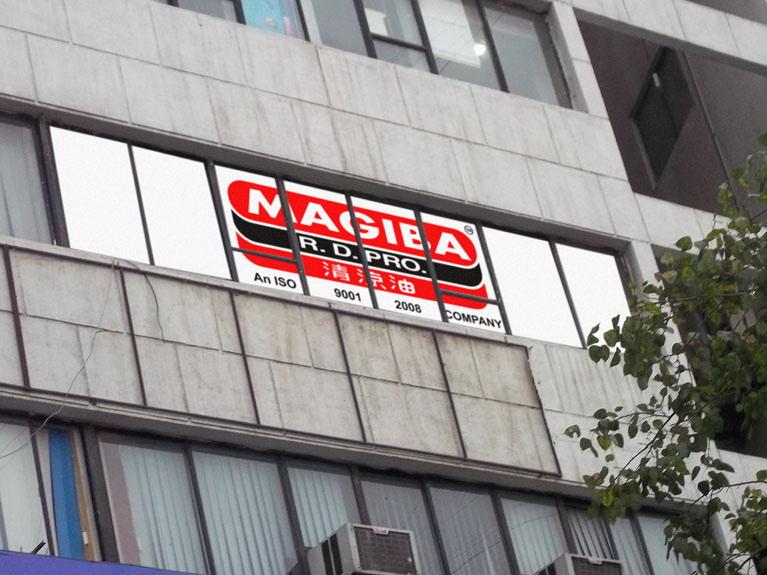 MAGIBA
R. D. PRO.
清涼油
An ISO 9001 2008 COMPANY